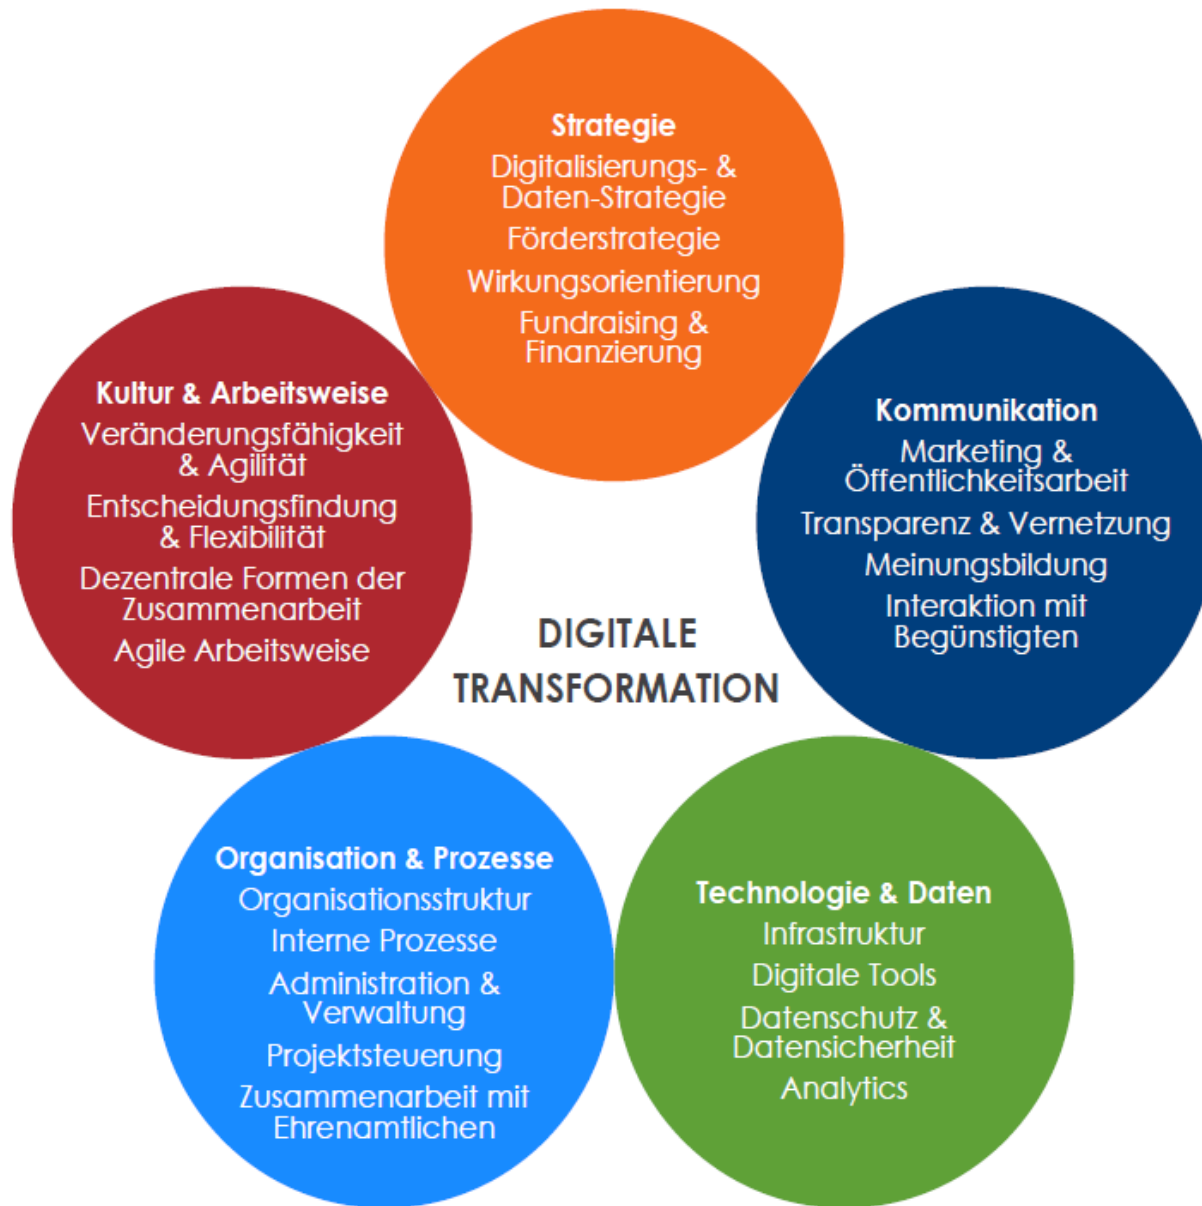 Strategie
Digitalisierungs- &
Daten-Strategie
Förderstrategie
Wirkungsorientierung
Fundraising &
Finanzierung
Kommunikation
Marketing &
Öffentlichkeitsarbeit
Transparenz & Vernetzung
Meinungsbildung
Interaktion mit
Begünstigten
Technologie & Daten
Infrastruktur
Digitale Tools
Datenschutz &
Datensicherheit
Analytics
Organisation & Prozesse
Organisationsstruktur
Interne Prozesse
Administration &
Verwaltung
Projektsteuerung
Zusammenarbeit mit
Ehrenamtlichen
Kultur & Arbeitsweise
Veränderungsfähigkeit
& Agilität
Entscheidungsfindung
& Flexibilität
Dezentrale Formen der
Zusammenarbeit
Agile Arbeitsweise
DIGITALE
TRANSFORMATION